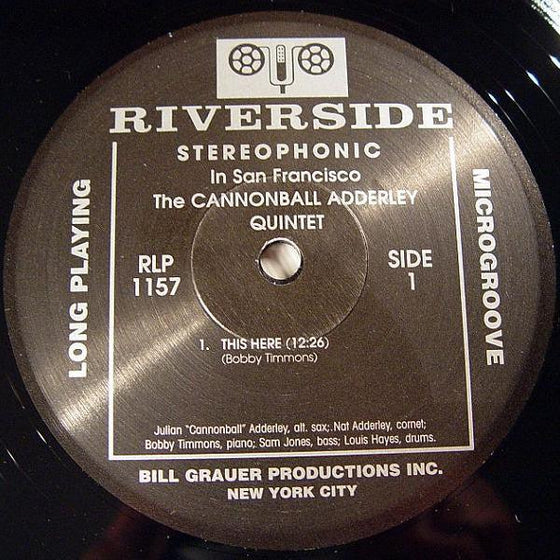 RIVERSIDE
STEREOPHONIC
In San Francisco
The CANNONBALL ADDERLEY
QUINTET
LONG PLAYING
MICROGROOVE
RLP
1157
SIDE
1
1. THIS HERE (12:26)
(Bobby Timmons)
Julian "Cannonball" Adderley, alt. sax; Nat Adderley, cornet;
Bobby Timmons, piano; Sam Jones, bass; Louis Hayes, drums.
BILL GRAUER PRODUCTIONS INC.
NEW YORK CITY